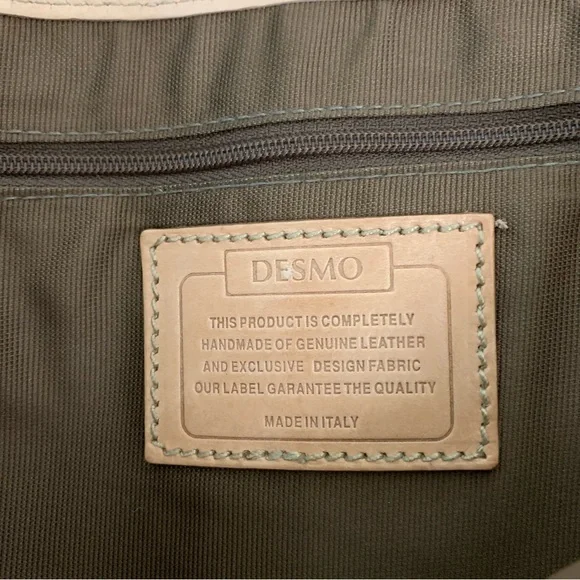 DESMO
THIS PRODUCT IS COMPLETELY
HANDMADE OF GENUINE LEATHER
AND EXCLUSIVE DESIGN FABRIC
OUR LABEL GARANTEE THE QUALITY
MADE IN ITALY